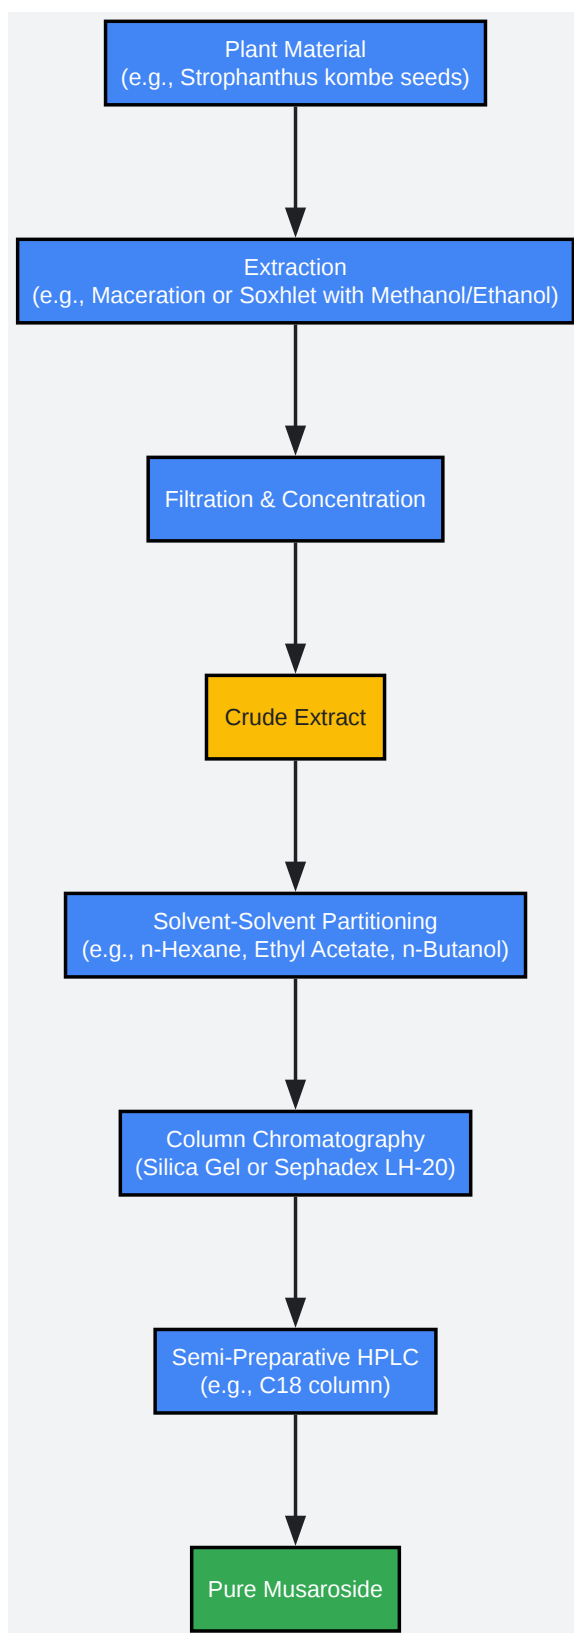 Plant Material
(e.g., Strophanthus kombe seeds)
Extraction
(e.g., Maceration or Soxhlet with Methanol/Ethanol)
Filtration & Concentration
Crude Extract
Solvent-Solvent Partitioning
(e.g., n-Hexane, Ethyl Acetate, n-Butanol)
Column Chromatography
(Silica Gel or Sephadex LH-20)
Semi-Preparative HPLC
(e.g., C18 column)
Pure Musaroside